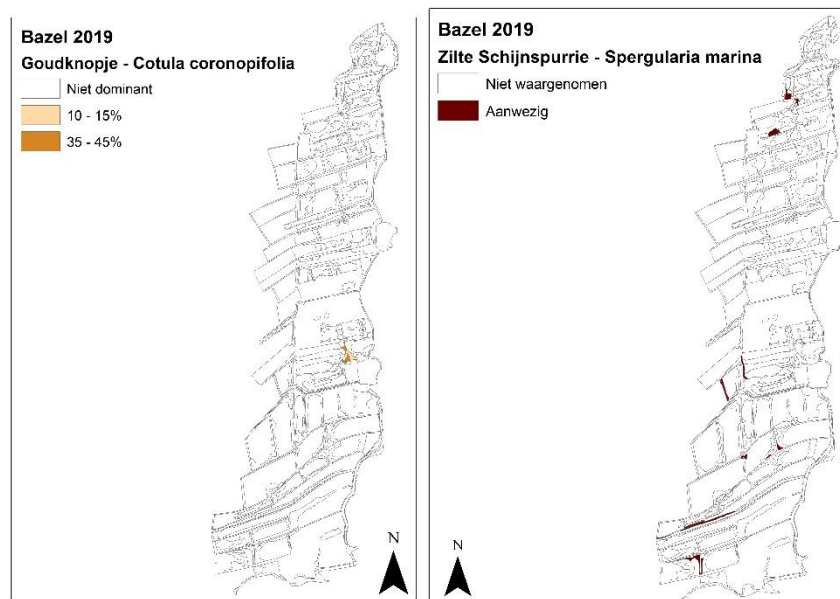 Bazel 2019
Goudknopje - Cotula coronopifolia
Niet dominant
10 - 15%
35 - 45%
N
Bazel 2019
Zilte Schijnspurrie - Spergularia marina
Niet waargenomen
Aanwezig
N